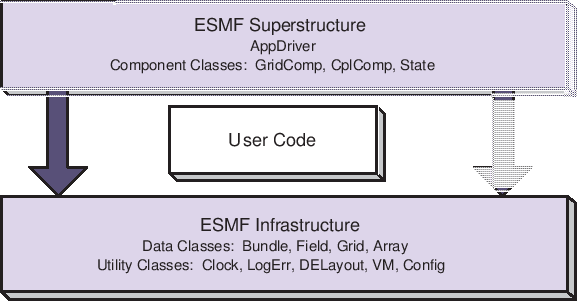 ESMF Superstructure
AppDriver
Component Classes: GridComp, CplComp, State
User Code
ESMF Infrastructure
Data Classes: Bundle, Field, Grid, Array
Utility Classes: Clock, LogErr, DELayout, VM, Config